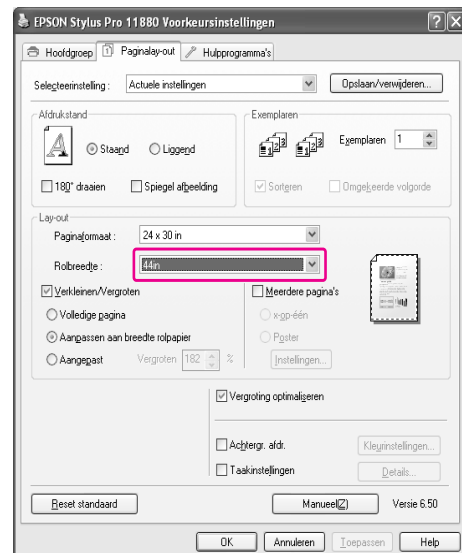 EPSON Stylus Pro 11880 Voorkeursinstellingen
Hoofdgroep Paginalay-out Hulpprogramma's
Selecteerinstelling : Actuele instellingen Opslaan/verwijderen...
Afdrukstand
Staand Liggend
180° draaien Spiegel afbeelding
Exemplaren
Exemplaren 1
Sorteren Omgekeerde volgorde
Lay-out
Paginaformaat : 24 x 30 in
Rolbreedte : 44in
Verkleinen/Vergroten
Volledige pagina
Aanpassen aan breedte rolpapier
Aangepast Vergroten 182 %
Meerdere pagina's
x-op-één
Poster
Instellingen...
Vergroting optimaliseren
Achtergr. afdr. Kleurinstellingen...
Taakinstellingen Details...
Reset standaard Manueel(Z) Versie 6.50
OK Annuleren Toepassen Help